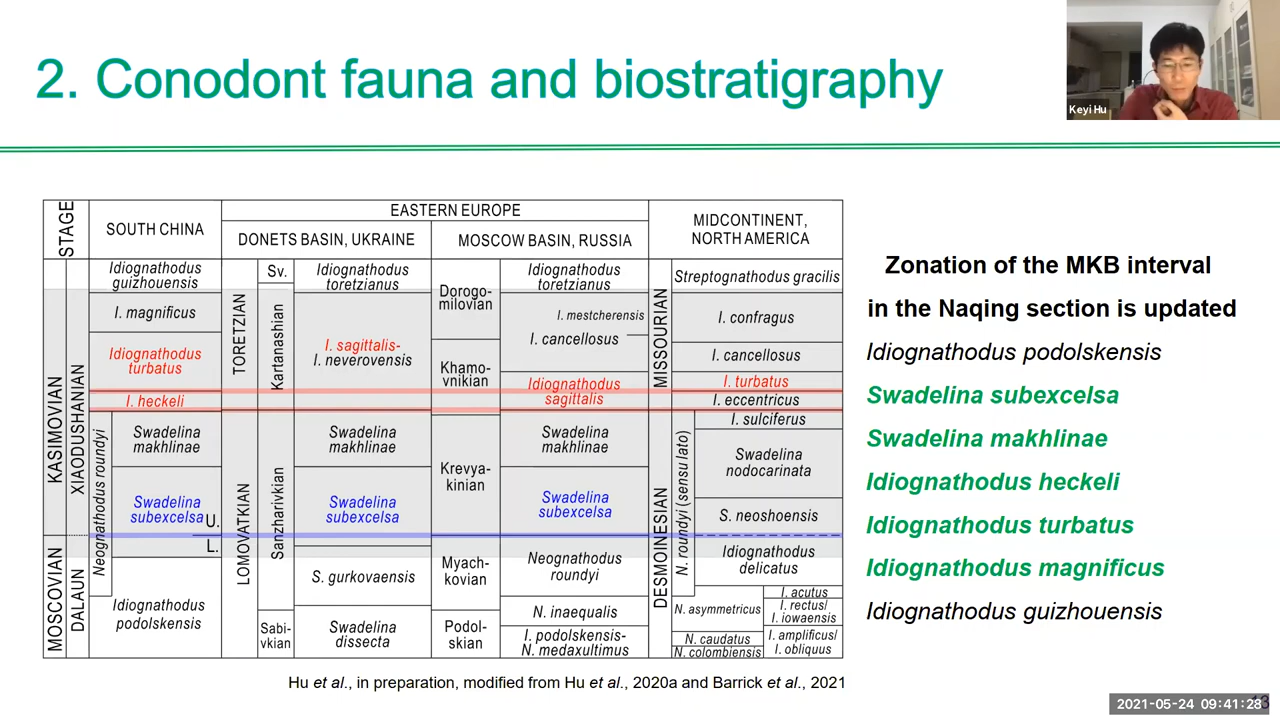 2. Conodont fauna and biostratigraphy
Keyi Hu
STAGE
SOUTH CHINA
EASTERN EUROPE
DONETS BASIN, UKRAINE
MOSCOW BASIN, RUSSIA
MIDCONTINENT,
NORTH AMERICA
KASIMOVIAN
MOSCOVIAN
XIAODUSHANIAN
DALAUN
Idiognathodus
guizhouensis
I. magnificus
Idiognathodus
turbatus
I. heckeli
Neognathodus roundyi
Swadelina
makhlinae
Swadelina
subexcelsa
U.
L.
Idiognathodus
podolskensis
TORETZIAN
LOMOVATKIAN
Sv.
Kartanashian
Sanzharivkian
Sabi-
vkian
Idiognathodus
toretzianus
I. sagittalis-
I. neverovensis
Swadelina
makhlinae
Swadelina
subexcelsa
S. gurkovaensis
Swadelina
dissecta
Dorogo-
milovian
Khamo-
vnikian
Krevya-
kinian
Myach-
kovian
Podol-
skian
Idiognathodus
toretzianus
I. mestcherensis
I. cancellosus
Idiognathodus
sagittalis
Swadelina
makhlinae
Swadelina
subexcelsa
Neognathodus
roundyi
N. inaequalis
I. podolskensis-
N. medaxultimus
MISSOURIAN
DESMOINESIAN
Streptognathodus gracilis
I. confragus
I. cancellosus
I. turbatus
I. eccentricus
I. sulciferus
N. roundyi (sensu lato)
Swadelina
nodocarinata
S. neoshoensis
Idiognathodus
delicatus
N. asymmetricus
N. caudatus
N. colombiensis
I. acutus
I. rectus/
I. iowaensis
I. amplificus/
I. obliquus
Hu et al., in preparation, modified from Hu et al., 2020a and Barrick et al., 2021
Zonation of the MKB interval
in the Naqing section is updated
Idiognathodus podolskensis
Swadelina subexcelsa
Swadelina makhlinae
Idiognathodus heckeli
Idiognathodus turbatus
Idiognathodus magnificus
Idiognathodus guizhouensis
2021-05-24 09:41:28
13